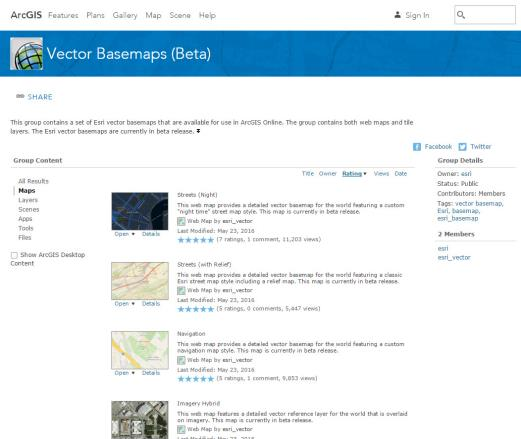 ArcGIS Features Plans Gallery Map Scene Help Sign In
Vector Basemaps (Beta)
SHARE
This group contains a set of Esri vector basemaps that are available for use in ArcGIS Online. The group contains both web maps and tile
layers. The Esri vector basemaps are currently in beta release.
Facebook Twitter
Group Content
Title Owner Rating Views Date
All Results
Maps
Layers
Scenes
Apps
Tools
Files
Show ArcGIS Desktop
Content
Streets (Night)
This web map provides a detailed vector basemap for the world featuring a custom
"night time" street map style. This map is currently in beta release.
Web Map by esri_vector
Last Modified: May 23, 2016
(7 ratings, 1 comment, 11,203 views)
Open Details
Streets (with Relief)
This web map provides a detailed vector basemap for the world featuring a classic
Esri street map style including a relief map. This map is currently in beta release.
Web Map by esri_vector
Last Modified: May 23, 2016
(5 ratings, 0 comments, 5,447 views)
Open Details
Navigation
This web map provides a detailed vector basemap for the world featuring a custom
navigation map style. This map is currently in beta release.
Web Map by esri_vector
Last Modified: May 23, 2016
(5 ratings, 1 comment, 9,853 views)
Open Details
Imagery Hybrid
This web map features a detailed vector reference layer for the world that is overlaid
on imagery. This map is currently in beta release.
Web Map by esri_vector
Last Modified: May 23, 2016
Group Details
Owner: esri
Status: Public
Contributors: Members
Tags: vector basemap,
Esri, basemap,
esri_basemap
2 Members
esri
esri_vector